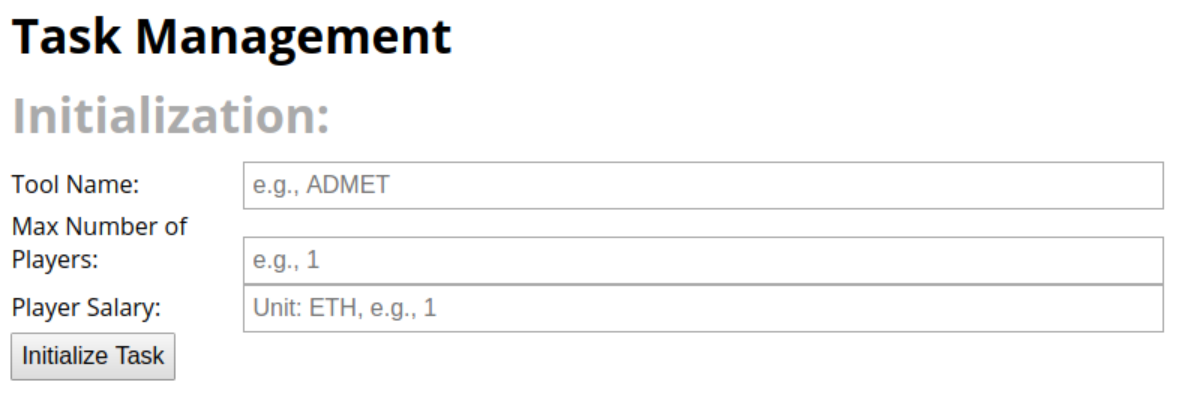 Task Management
Initialization:
Tool Name:
e.g., ADMET
Max Number of
Players:
e.g., 1
Player Salary:
Unit: ETH, e.g., 1
Initialize Task